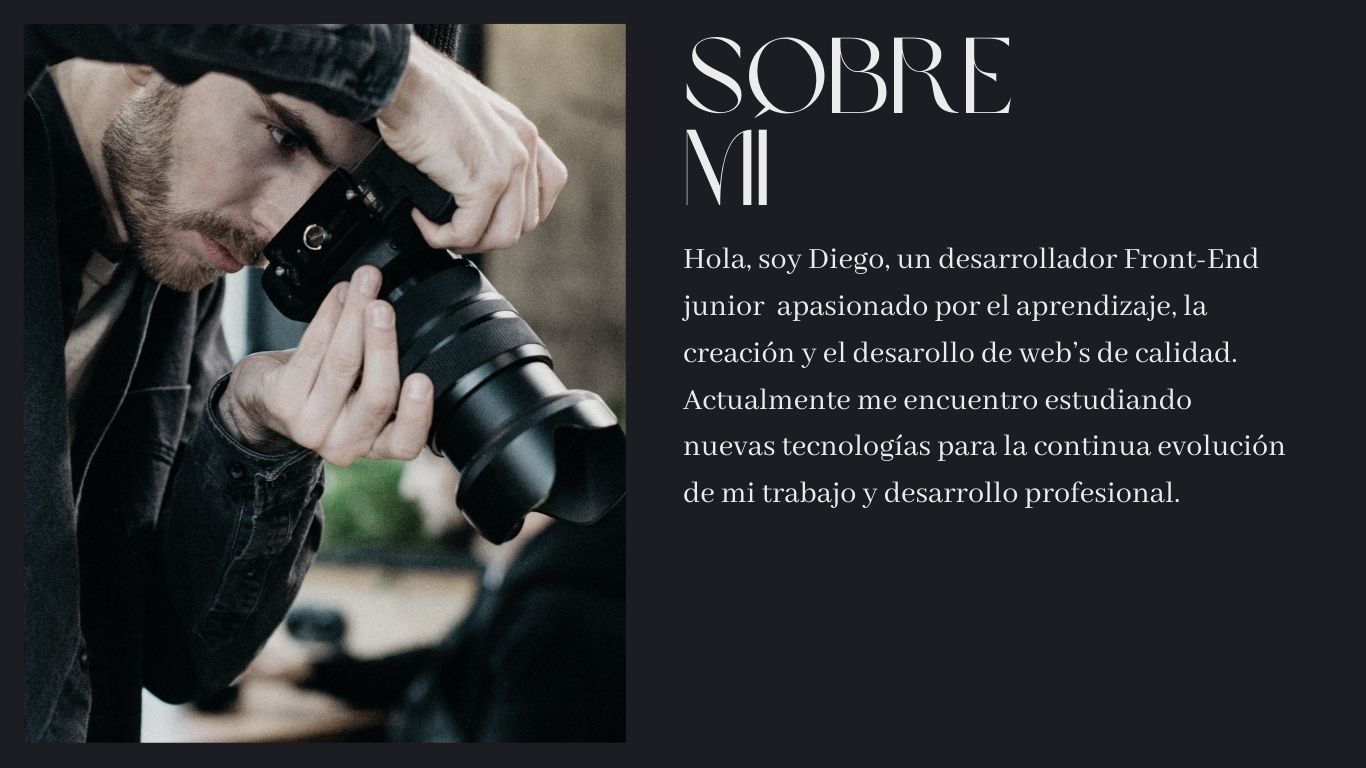 SOBRE
MI
Hola, soy Diego, un desarrollador Front-End
junior  apasionado por el aprendizaje, la
creación y el desarollo de web’s de calidad.
Actualmente me encuentro estudiando
nuevas tecnologías para la continua evolución
de mi trabajo y desarrollo profesional.